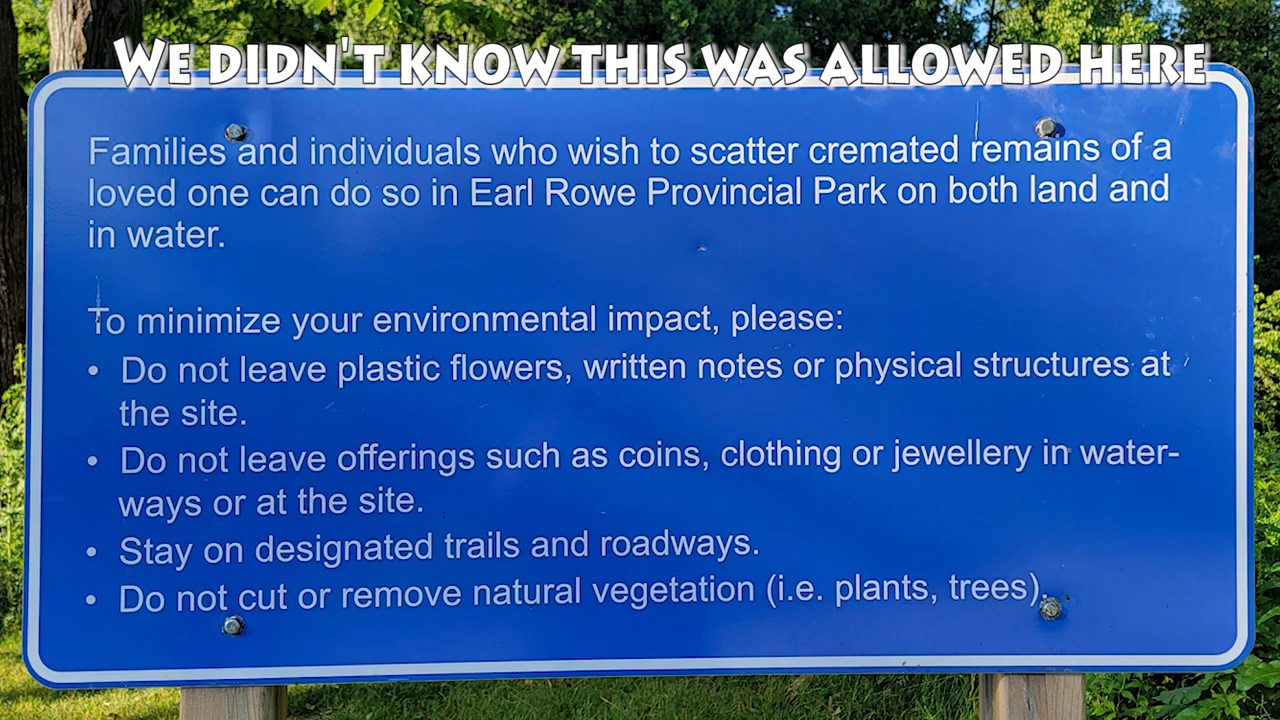 WE DIDN'T KNOW THIS WAS ALLOWED HERE
Families and individuals who wish to scatter cremated remains of a
loved one can do so in Earl Rowe Provincial Park on both land and
in water.
To minimize your environmental impact, please:
• Do not leave plastic flowers, written notes or physical structures at
the site.
• Do not leave offerings such as coins, clothing or jewellery in water-
ways or at the site.
• Stay on designated trails and roadways.
• Do not cut or remove natural vegetation (i.e. plants, trees).